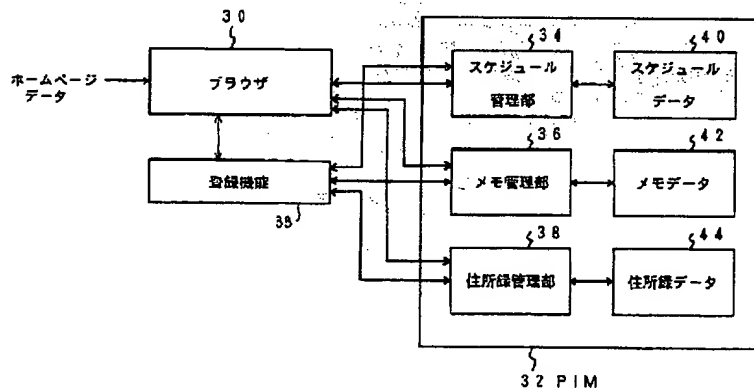 30
ブラウザ
ホームページ
データ
登録機能
33
34
スケジュール
管理部
40
スケジュール
データ
36
メモ管理部
42
メモデータ
38
住所録管理部
44
住所録データ
32 PIM